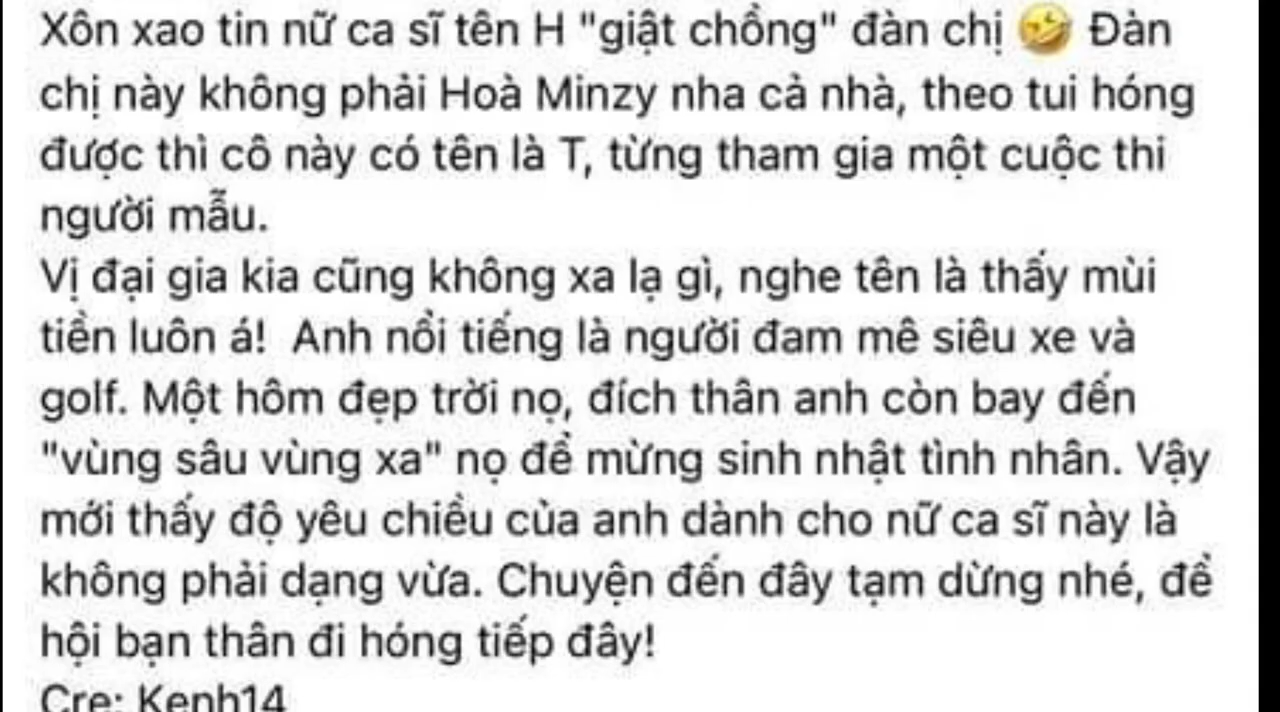 Xôn xao tin nữ ca sĩ tên H "giật chồng" đàn chị 🤣 Đàn
chị này không phải Hoà Minzy nha cả nhà, theo tui hóng
được thì cô này có tên là T, từng tham gia một cuộc thi
người mẫu.
Vị đại gia kia cũng không xa lạ gì, nghe tên là thấy mùi
tiền luôn á! Anh nổi tiếng là người đam mê siêu xe và
golf. Một hôm đẹp trời nọ, đích thân anh còn bay đến
"vùng sâu vùng xa" nọ để mừng sinh nhật tình nhân. Vậy
mới thấy độ yêu chiều của anh dành cho nữ ca sĩ này là
không phải dạng vừa. Chuyện đến đây tạm dừng nhé, để
hội bạn thân đi hóng tiếp đây!
Cre: Kenh14